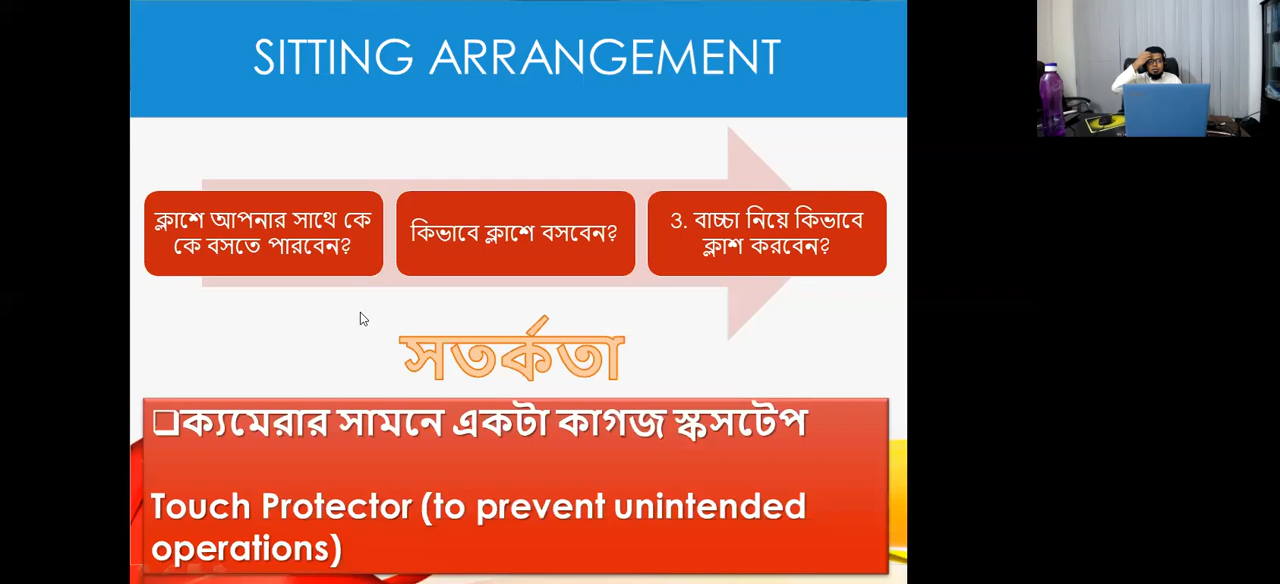 SITTING ARRANGEMENT
ক্লাশে আপনার সাথে কে
কে বসতে পারবেন?
কিভাবে ক্লাশে বসবেন?
3. বাচ্চা নিয়ে কিভাবে
ক্লাশ করবেন?
সতর্কতা
❑ক্যমেরার সামনে একটা কাগজ স্কসটেপ
Touch Protector (to prevent unintended
operations)